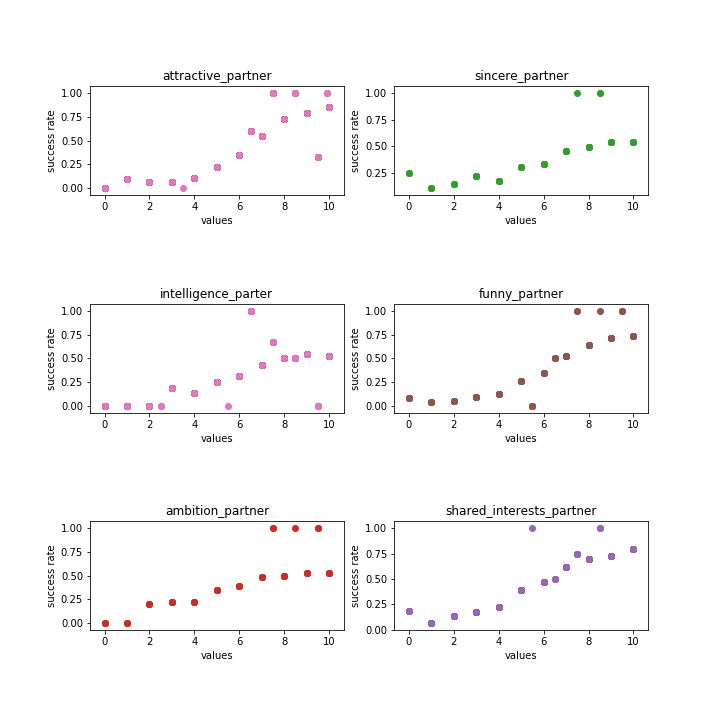 attractive_partner
1.00
0.75
0.50
0.25
0.00
success rate
0 2 4 6 8 10
values
sincere_partner
1.00
0.75
0.50
0.25
success rate
0 2 4 6 8 10
values
intelligence_parter
1.00
0.75
0.50
0.25
0.00
success rate
0 2 4 6 8 10
values
funny_partner
1.00
0.75
0.50
0.25
0.00
success rate
0 2 4 6 8 10
values
ambition_partner
1.00
0.75
0.50
0.25
0.00
success rate
0 2 4 6 8 10
values
shared_interests_partner
1.00
0.75
0.50
0.25
0.00
success rate
0 2 4 6 8 10
values